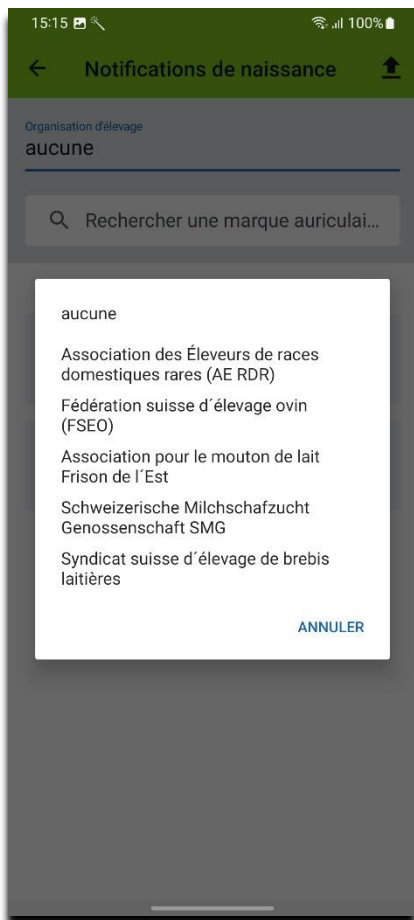 15:15 100%
Notifications de naissance
Organisation d'élevage
aucune
Rechercher une marque auriculai...
aucune
Association des Éleveurs de races
domestiques rares (AE RDR)
Fédération suisse d´élevage ovin
(FSEO)
Association pour le mouton de lait
Frison de l´Est
Schweizerische Milchschafzucht
Genossenschaft SMG
Syndicat suisse d´élevage de brebis
laitières
ANNULER